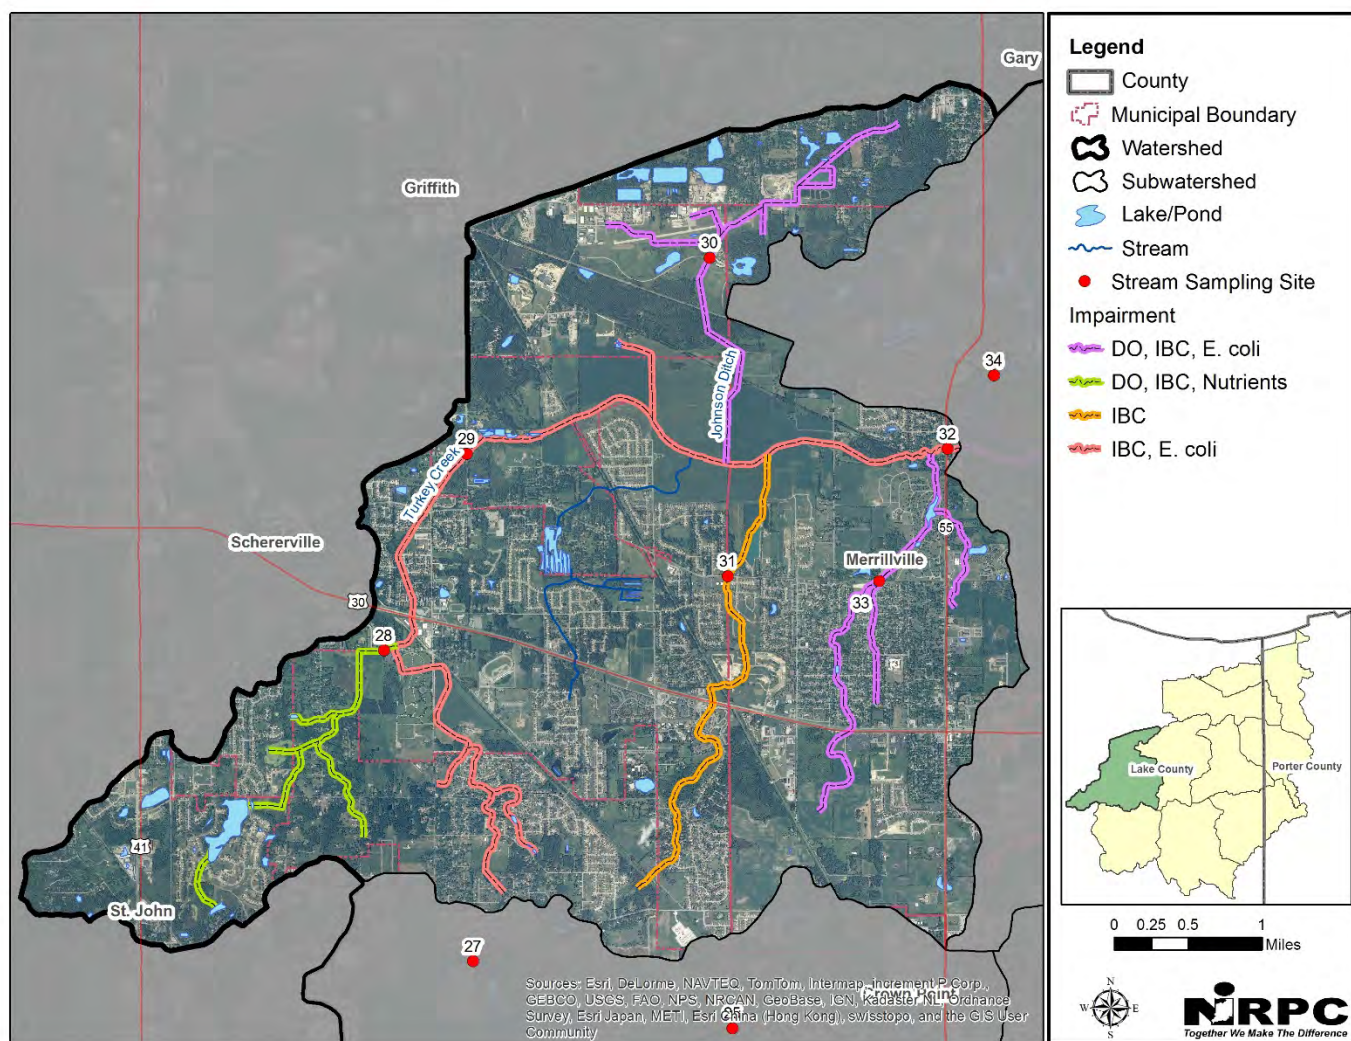 Gary
Griffith
30
Johnson Ditch
34
29
32
Turkey Creek
55
Schererville
31
Merrillville
30
33
28
41
St. John
27
Sources: Esri, DeLorme, NAVTEQ, TomTom, Intermap, increment P Corp.,
GEBCO, USGS, FAO, NPS, NRCAN, GeoBase, IGN, Kadaster NL, Ordnance
Survey, Esri Japan, METI, Esri China (Hong Kong), swisstopo, and the GIS User
Community
Crown Point
Legend
County
Municipal Boundary
Watershed
Subwatershed
Lake/Pond
Stream
Stream Sampling Site
Impairment
DO, IBC, E. coli
DO, IBC, Nutrients
IBC
IBC, E. coli
Lake County
Porter County
0 0.25 0.5 1
Miles
N
W E
S
NIRPC
Together We Make The Difference